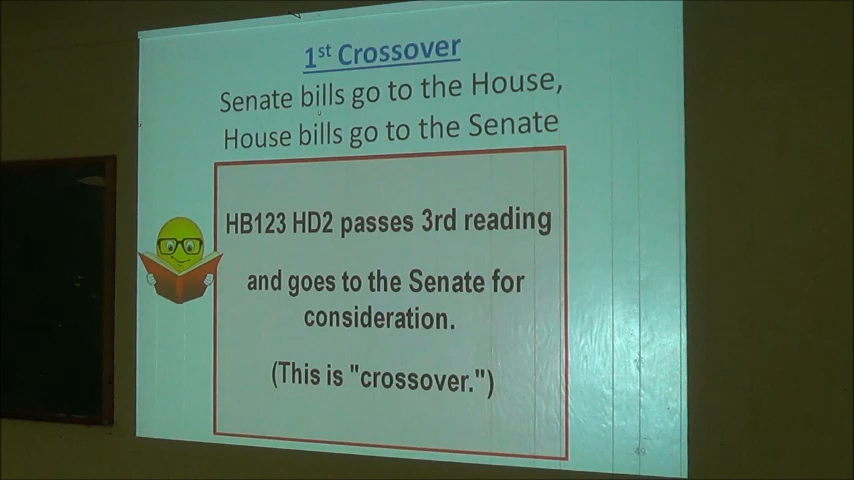 1st Crossover
Senate bills go to the House,
House bills go to the Senate
HB123 HD2 passes 3rd reading
and goes to the Senate for
consideration.
(This is "crossover.")
49